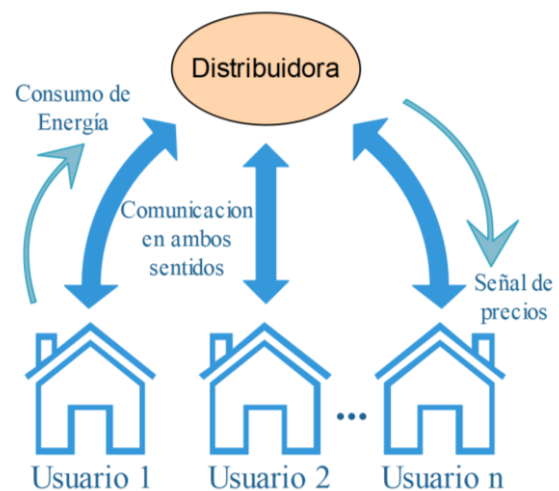 Distribuidora
Consumo de
Energía
Comunicacion
en ambos
sentidos
Señal de
precios
...
Usuario 1
Usuario 2
Usuario n